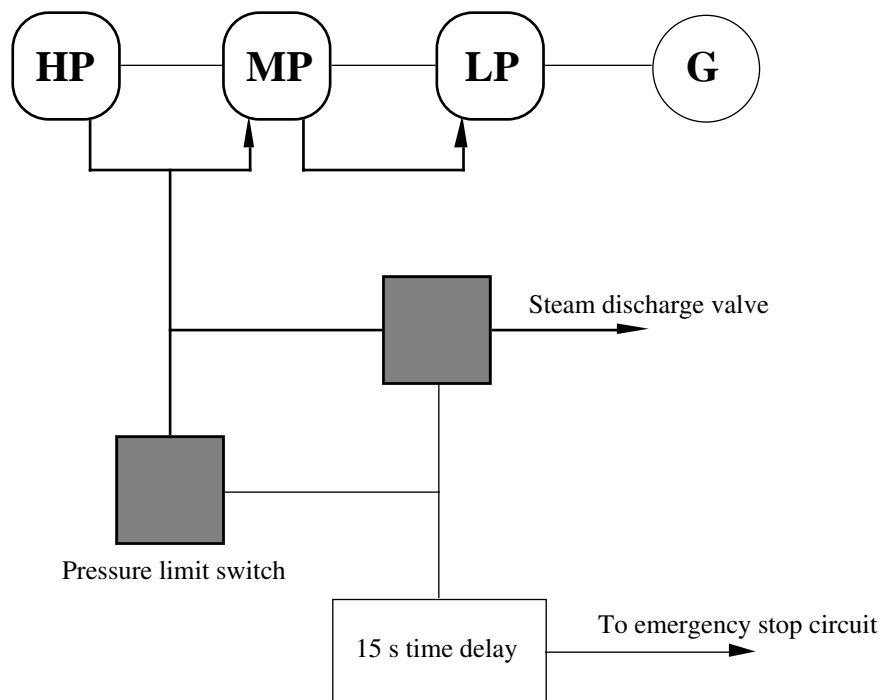 HP MP LP G
Steam discharge valve
Pressure limit switch
15 s time delay
To emergency stop circuit